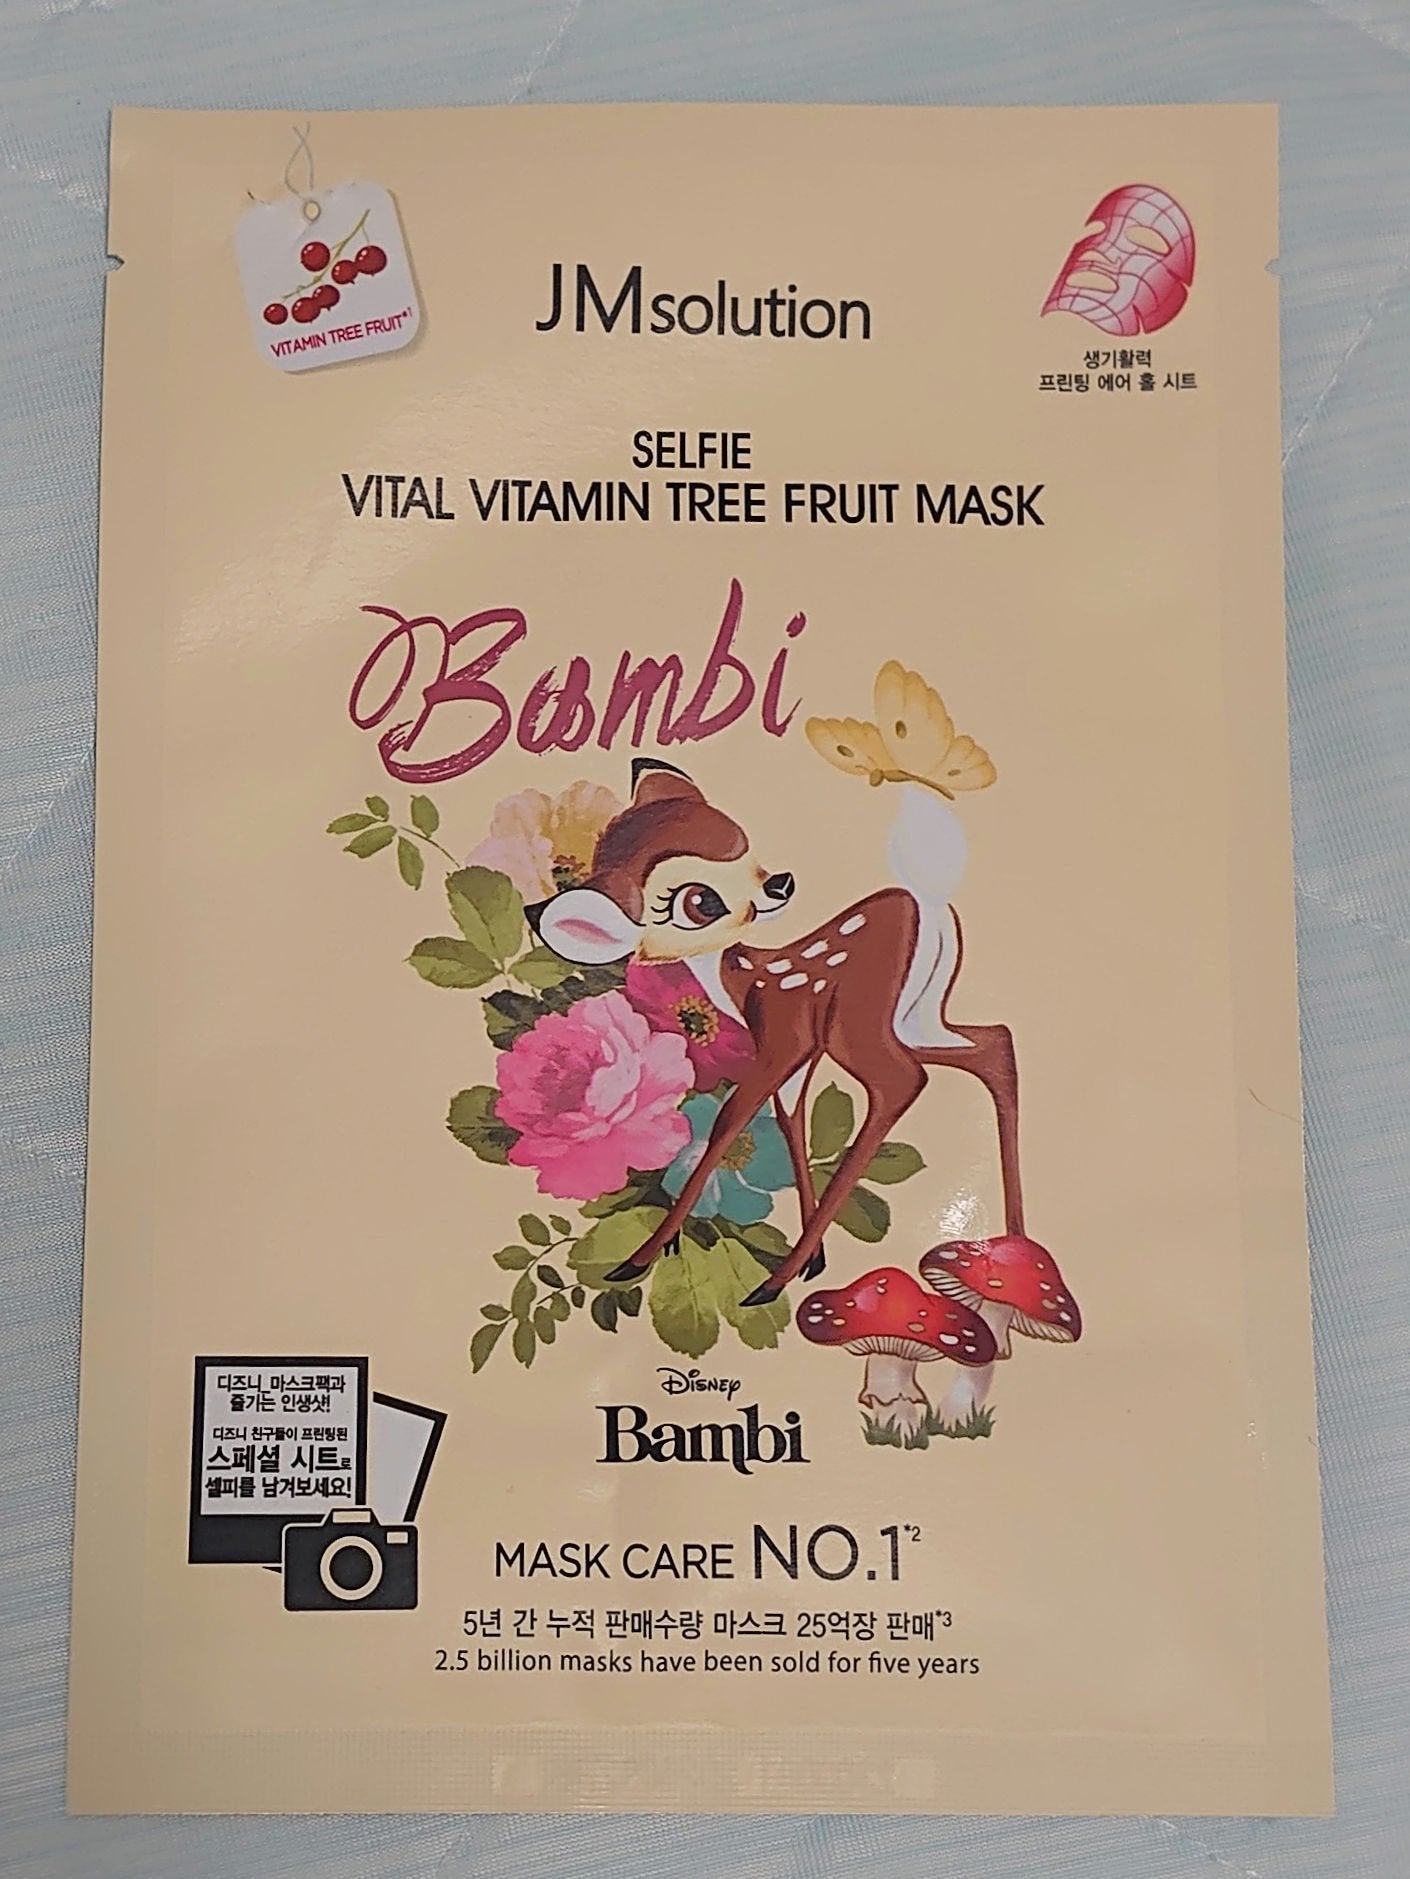 VITAMIN TREE FRUIT*1
JMsolution
생기활력
프린팅 에어 홀 시트
SELFIE
VITAL VITAMIN TREE FRUIT MASK
Bambi
디즈니_마스크팩과
즐기는 인생샷!
디즈니 친구들이 프린팅된
스페셜 시트로
셀피를 남겨보세요!
Disney
Bambi
MASK CARE NO.1*2
5년 간 누적 판매수량 마스크 25억장 판매*3
2.5 billion masks have been sold for five years